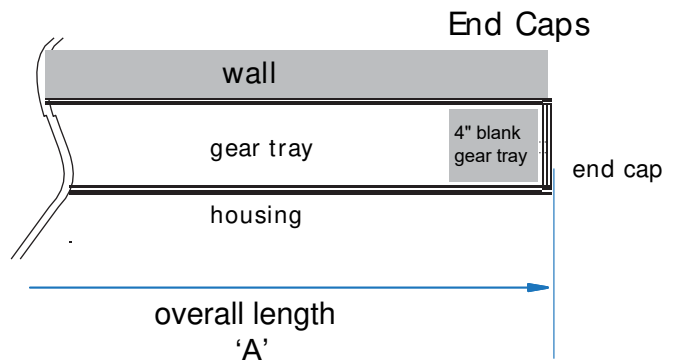 End Caps
wall
gear tray
4" blank
gear tray
end cap
housing
overall length
‘A’